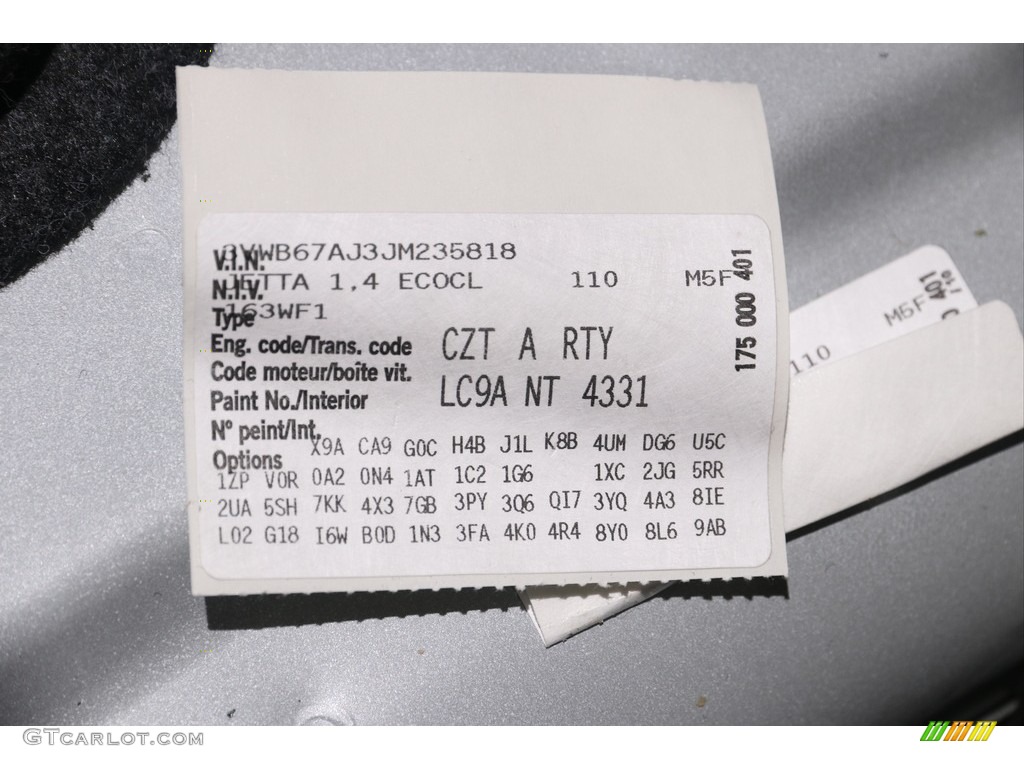 3VWB67AJ3JM235818
V.I.N.
JETTA 1,4 ECOCL 110 M5F
N.I.V.
163WF1
Type
Eng. code/Trans. code CZT A RTY
Code moteur/boîte vit.
Paint No./Interior LC9A NT 4331
N° peint/Int.
X9A CA9 G0C H4B J1L K8B 4UM DG6 U5C
Options
1ZP V0R 0A2 0N4 1AT 1C2 1G6 1XC 2JG 5RR
2UA 5SH 7KK 4X3 7GB 3PY 3Q6 QI7 3YQ 4A3 8IE
L02 G18 I6W B0D 1N3 3FA 4K0 4R4 8Y0 8L6 9AB
175 000 401
110 M5F
401
110
GTCARLOT.COM